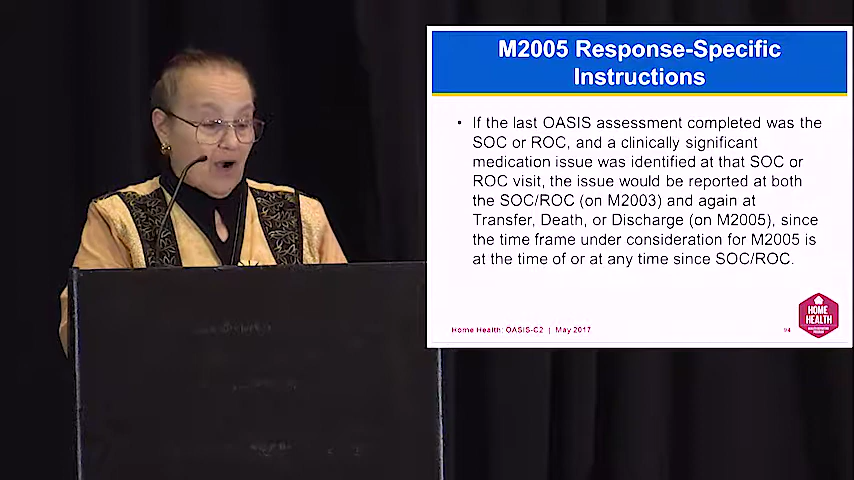 M2005 Response-Specific
Instructions
• If the last OASIS assessment completed was the
SOC or ROC, and a clinically significant
medication issue was identified at that SOC or
ROC visit, the issue would be reported at both
the SOC/ROC (on M2003) and again at
Transfer, Death, or Discharge (on M2005), since
the time frame under consideration for M2005 is
at the time of or at any time since SOC/ROC.
HOME
HEALTH
Home Health: OASIS-C2 | May 2017
94